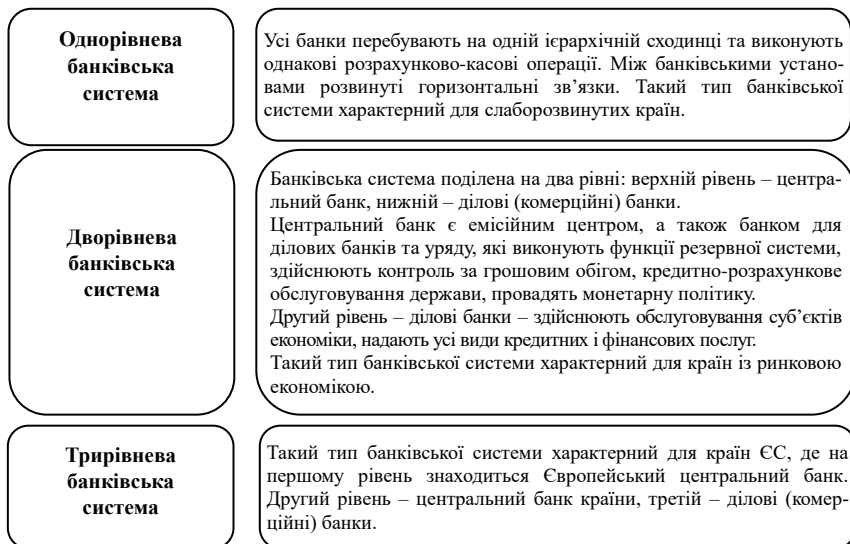 Однорівнева
банківська
система
Усі банки перебувають на одній ієрархічній сходинці та виконують
однакові розрахунково-касові операції. Між банківськими устано-
вами розвинуті горизонтальні зв’язки. Такий тип банківської
системи характерний для слаборозвинутих країн.
Дворівнева
банківська
система
Банківська система поділена на два рівні: верхній рівень – центра-
льний банк, нижній – ділові (комерційні) банки.
Центральний банк є емісійним центром, а також банком для
ділових банків та уряду, які виконують функції резервної системи,
здійснюють контроль за грошовим обігом, кредитно-розрахункове
обслуговування держави, провадять монетарну політику.
Другий рівень – ділові банки – здійснюють обслуговування суб’єктів
економіки, надають усі види кредитних і фінансових послуг.
Такий тип банківської системи характерний для країн із ринковою
економікою.
Трирівнева
банківська
система
Такий тип банківської системи характерний для країн ЄС, де на
першому рівень знаходиться Європейський центральний банк.
Другий рівень – центральний банк країни, третій – ділові (комер-
ційні) банки.